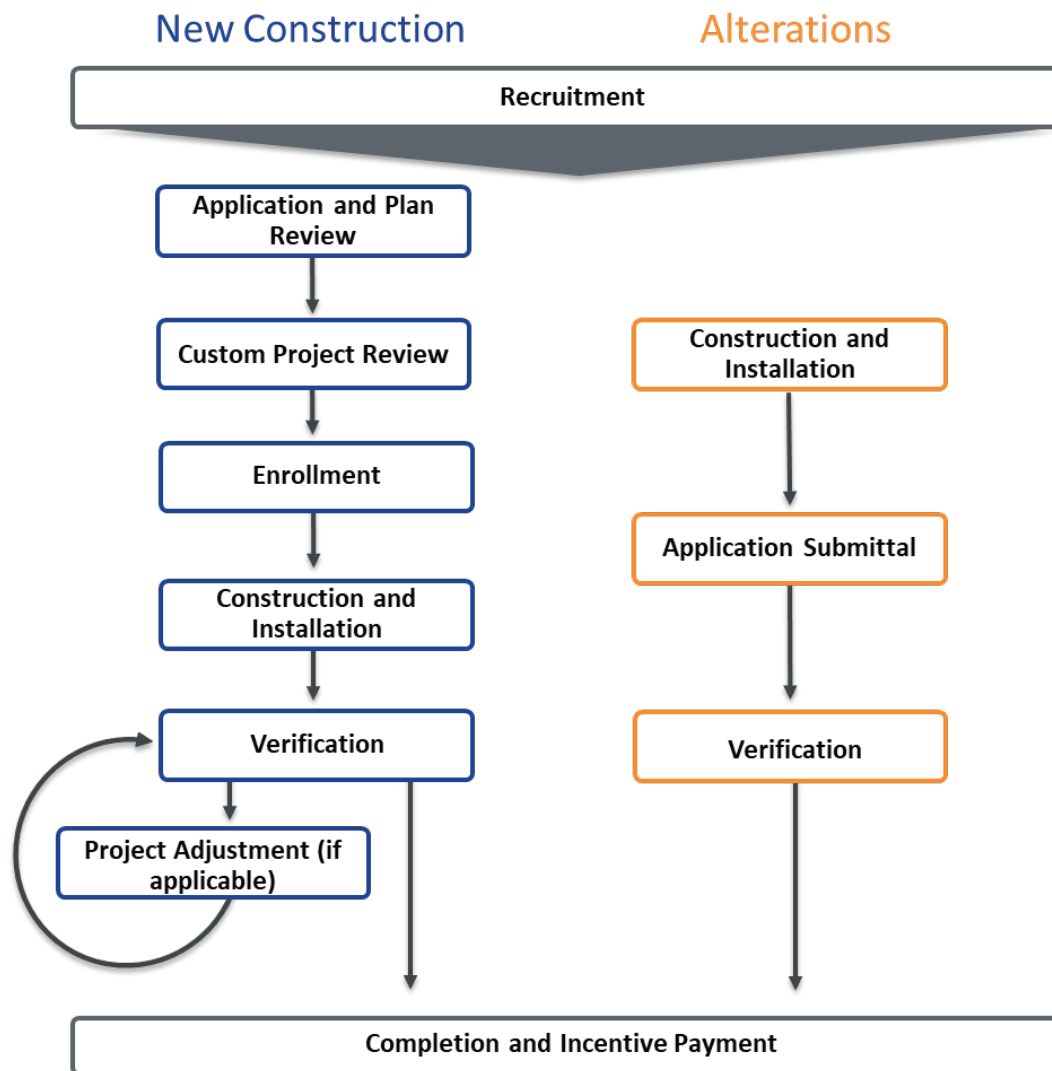 New Construction
Alterations
Recruitment
Application and Plan
Review
Custom Project Review
Enrollment
Construction and
Installation
Verification
Project Adjustment (if
applicable)
Construction and
Installation
Application Submittal
Verification
Completion and Incentive Payment